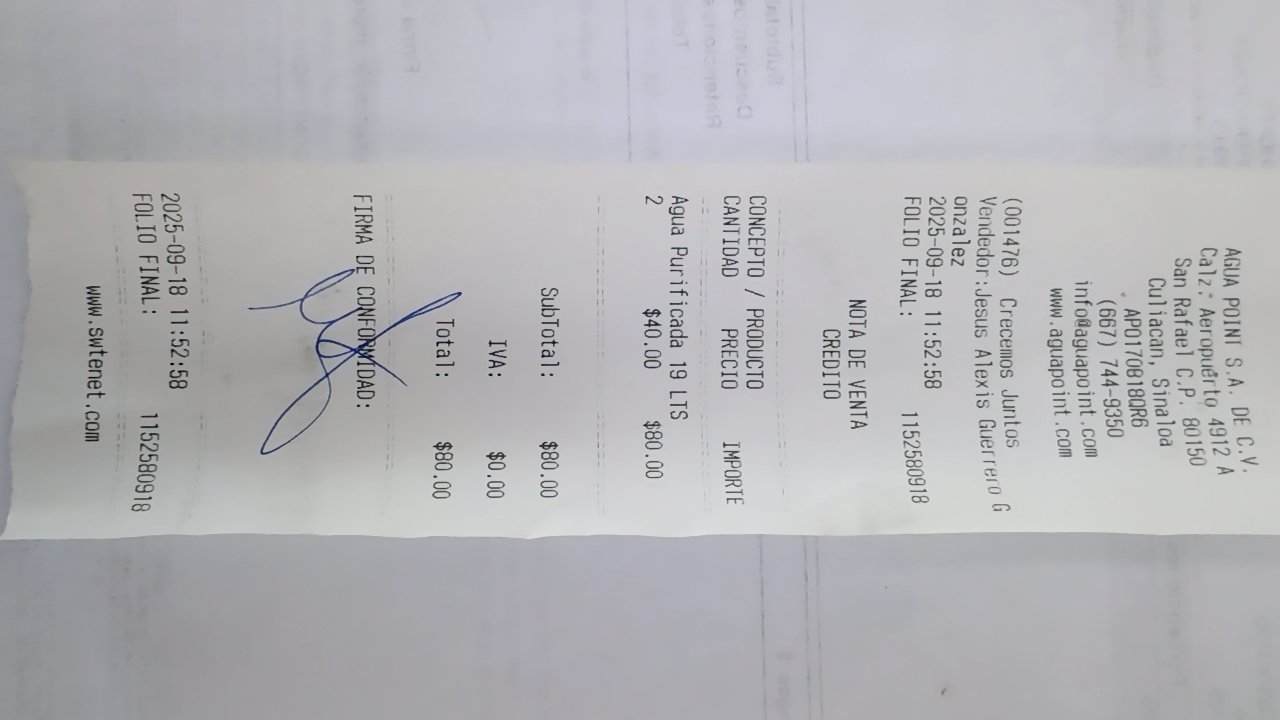 AGUA POINT S.A. DE C.V.
Calz. Aeropuerto 4912 A
San Rafael C.P. 80150
Culiacan, Sinaloa
APO170818QR6
(667) 744-9350
info@aguapoint.com
www.aguapoint.com
NOTA DE VENTA
CREDITO
(001476) Crecemos Juntos
Vendedor:Jesus Alexis Guerrero G
onzalez
2025-09-18 11:52:58
FOLIO FINAL: 1152580918
CONCEPTO / PRODUCTO
CANTIDAD PRECIO IMPORTE
Agua Purificada 19 LTS
2 $40.00 $80.00
SubTotal: $80.00
IVA: $0.00
Total: $80.00
FIRMA DE CONFORMIDAD:
2025-09-18 11:52:58
FOLIO FINAL: 1152580918
www.swtenet.com